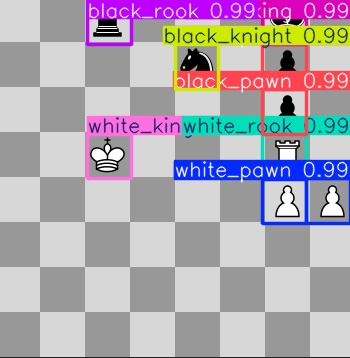 black_rook 0.99 ing 0.99
black_knight 0.99
black_pawn 0.99
white_kin white_rook 0.99
white_pawn 0.99